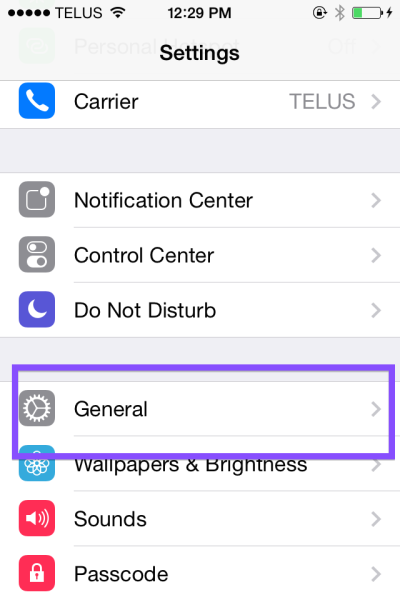 TELUS 12:29 PM
Personal Hotspot Off
Settings
Carrier TELUS
Notification Center
Control Center
Do Not Disturb
General
Wallpapers & Brightness
Sounds
Passcode